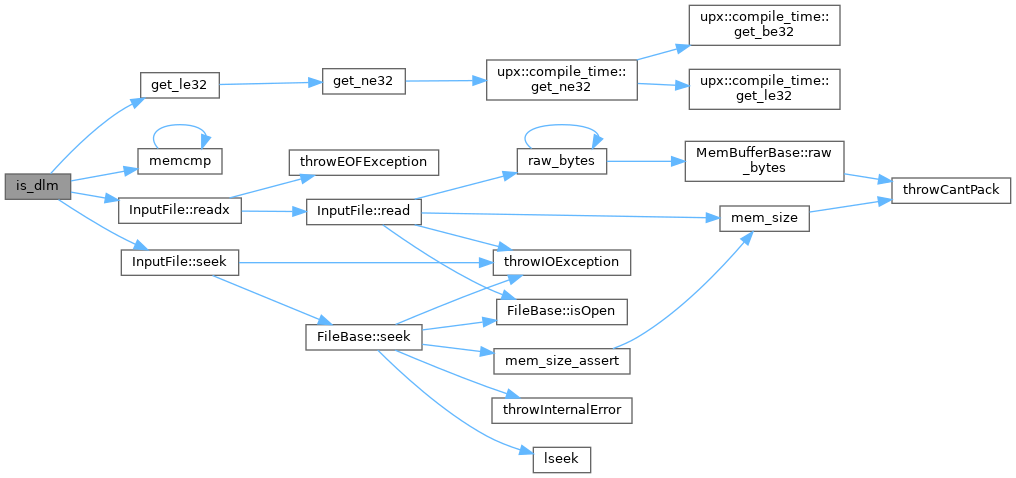 upx::compile_time::
get_be32
get_le32
get_ne32
upx::compile_time::
get_ne32
upx::compile_time::
get_le32
memcmp
throwEOFException
raw_bytes
MemBufferBase::raw
_bytes
is_dlm
InputFile::readx
InputFile::read
mem_size
throwCantPack
InputFile::seek
throwIOException
FileBase::isOpen
FileBase::seek
mem_size_assert
throwInternalError
lseek